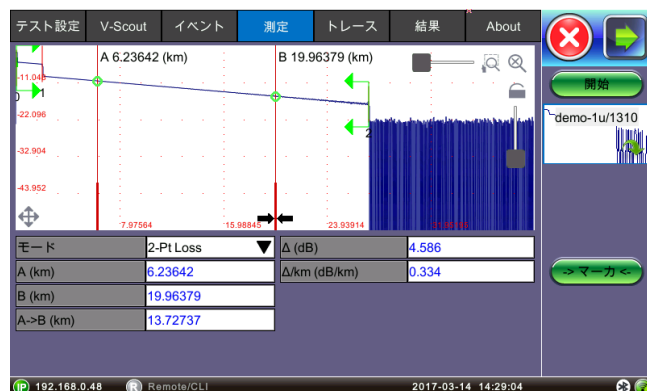 テスト設定 V-Scout イベント 測定 トレース 結果 About
A 6.23642 (km) B 19.96379 (km)
-11.048
0 1
-22.096
2
-32.904
-43.952
7.97564 15.98845 23.93914
開始
demo-1u/1310
モード 2-Pt Loss Δ (dB) 4.586
A (km) 6.23642 Δ/km (dB/km) 0.334
B (km) 19.96379
A->B (km) 13.72737
-> マーカ <-
IP 192.168.0.48 R Remote/CLI 2017-03-14 14:29:04